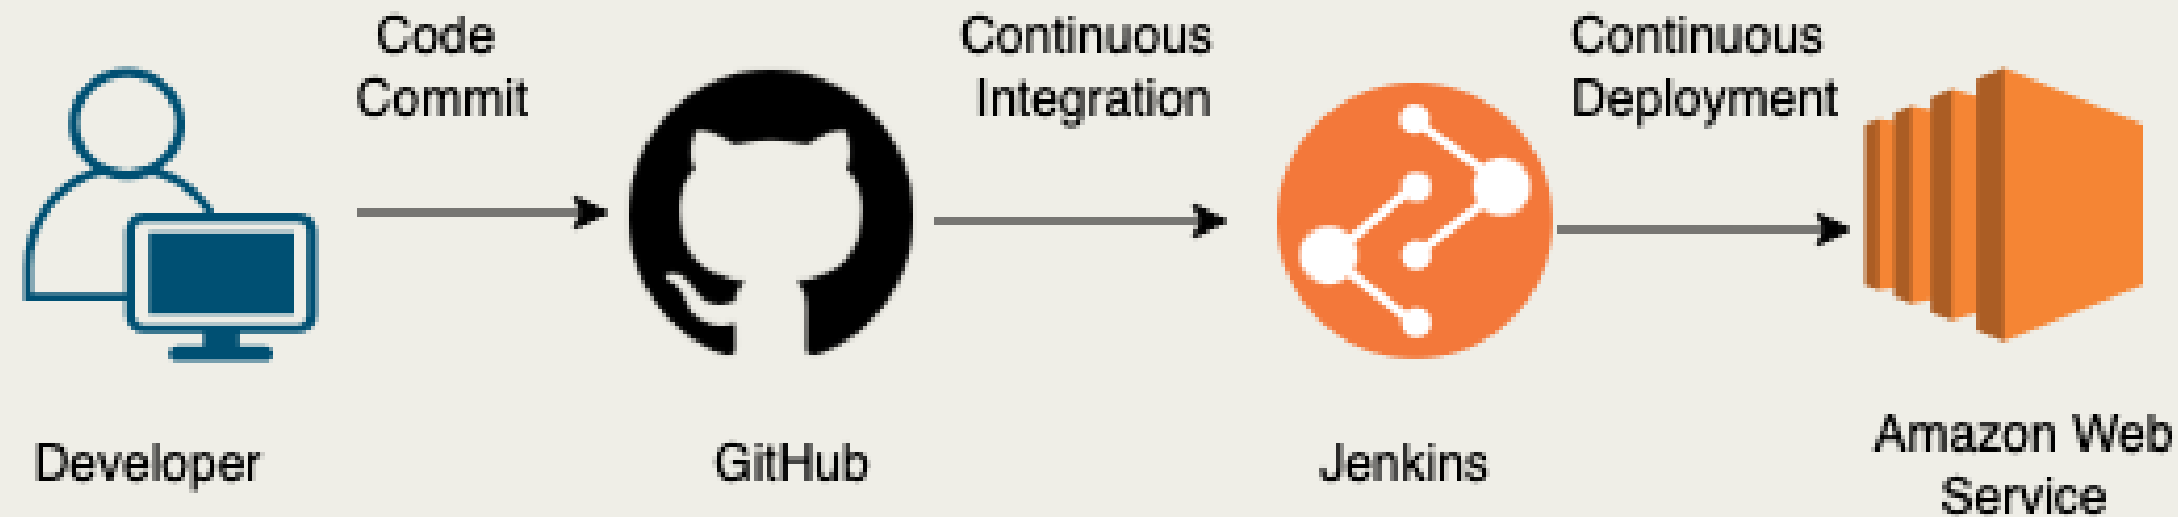 Code
Commit
Continuous
Integration
Continuous
Deployment
Developer
GitHub
Jenkins
Amazon Web
Service